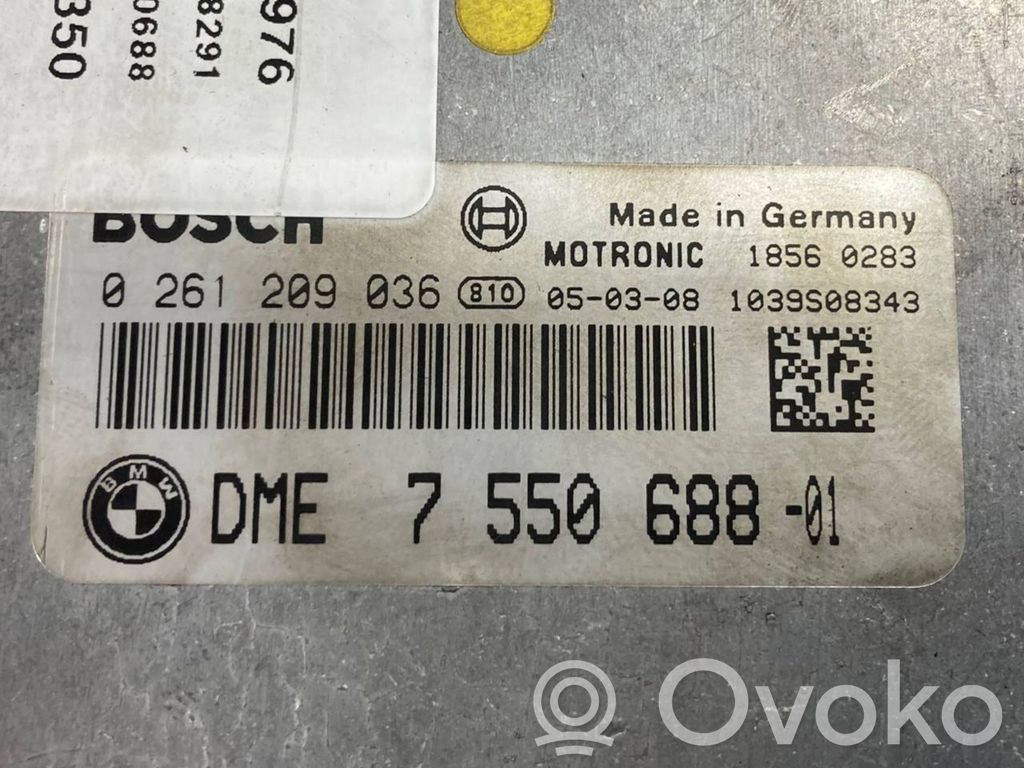 976
8291
0688
350
BOSCH
Made in Germany
MOTRONIC 1856 0283
0 261 209 036 810 05-03-08 1039S08343
BMW DME 7 550 688 -01
Ovoko